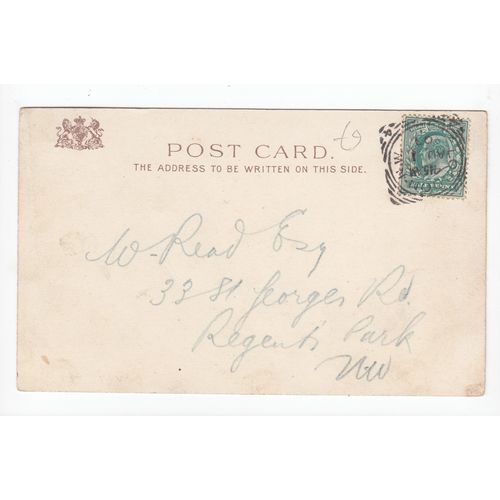 POST CARD.
THE ADDRESS TO BE WRITTEN ON THIS SIDE.
W. Read Esq
33 St. Georges Rd.
Regents Park
NW